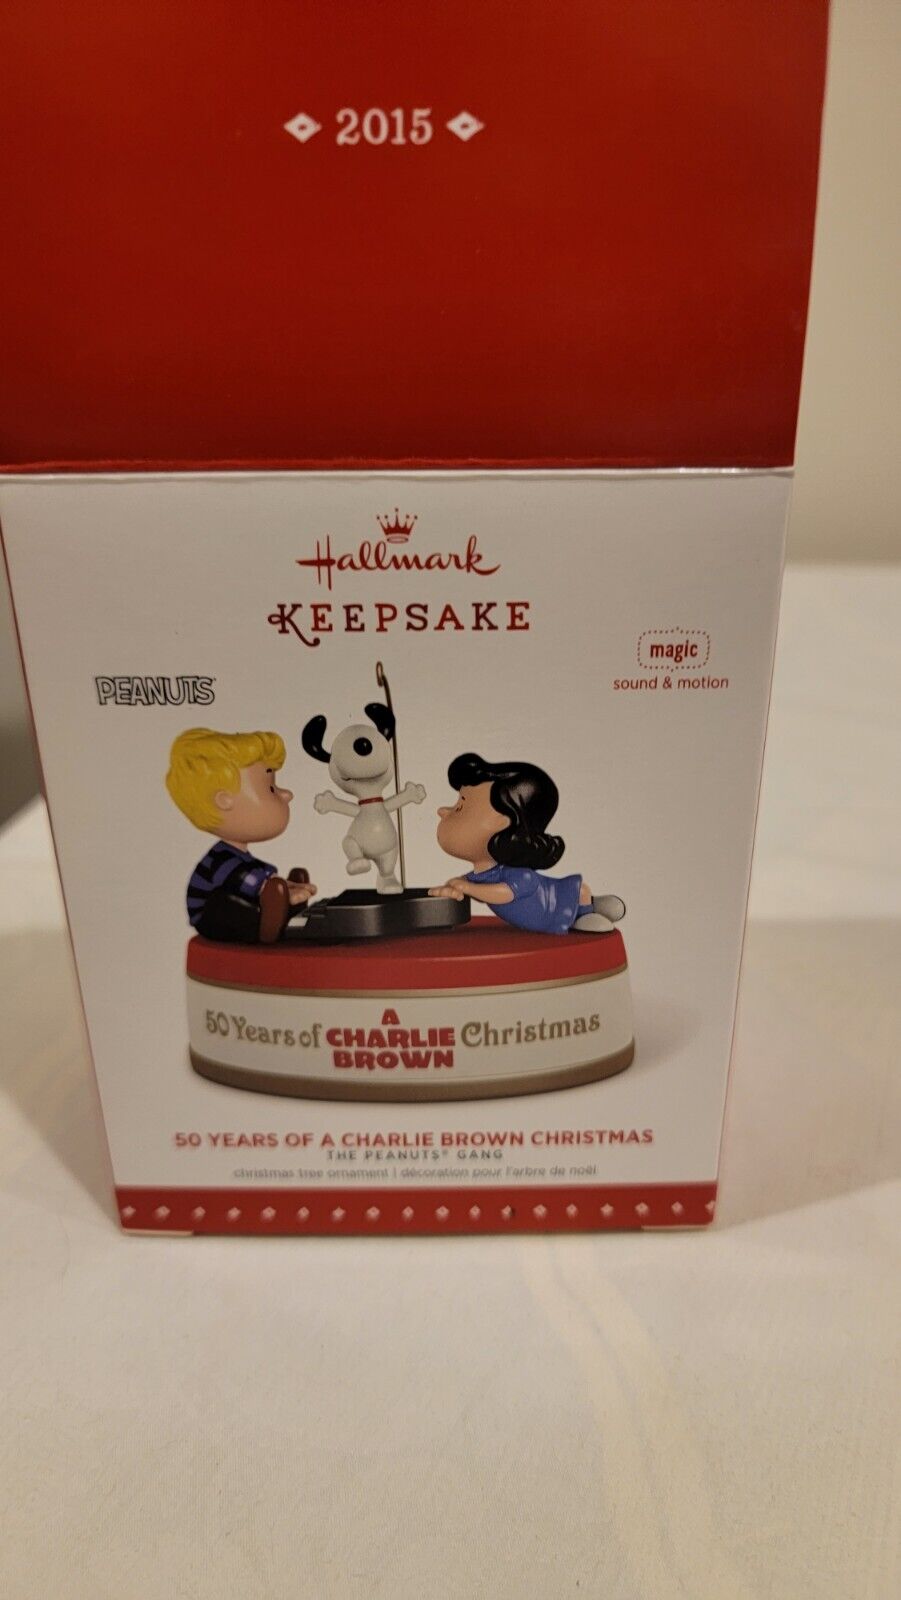 2015
Hallmark
KEEPSAKE
PEANUTS
magic
sound & motion
50 Years of A CHARLIE BROWN Christmas
50 YEARS OF A CHARLIE BROWN CHRISTMAS
THE PEANUTS® GANG
christmas tree ornament | décoration pour l'arbre de noël